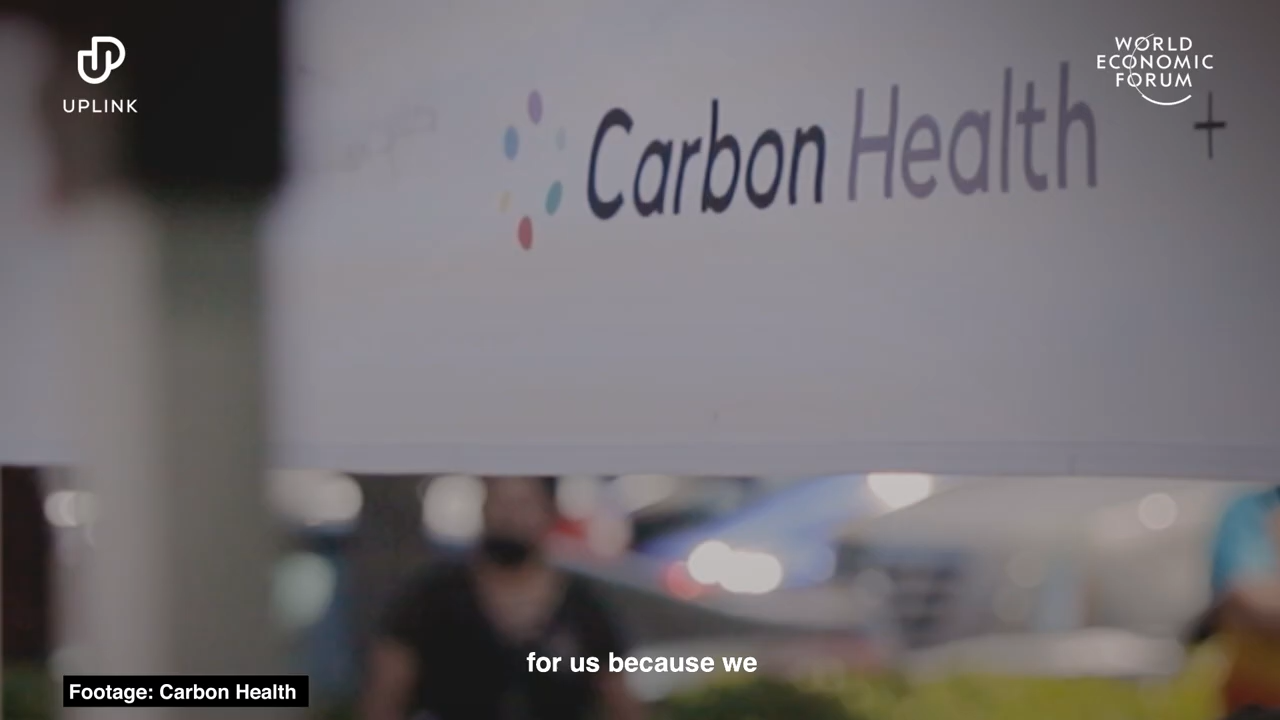 UPLINK
WORLD
ECONOMIC
FORUM
Carbon Health
for us because we
Footage: Carbon Health